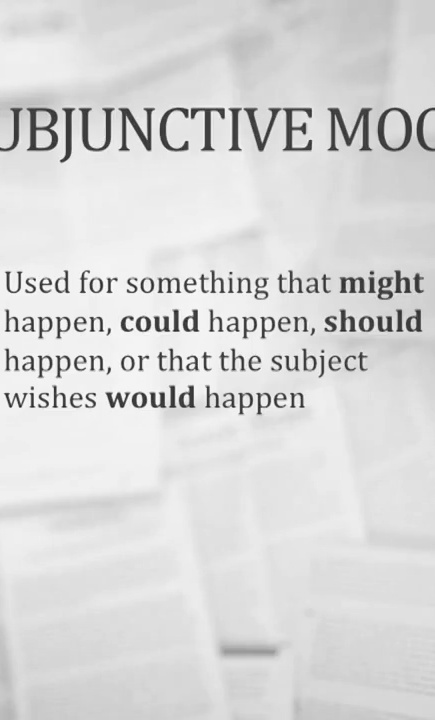 UBJUNCTIVE MOO
Used for something that might
happen, could happen, should
happen, or that the subject
wishes would happen